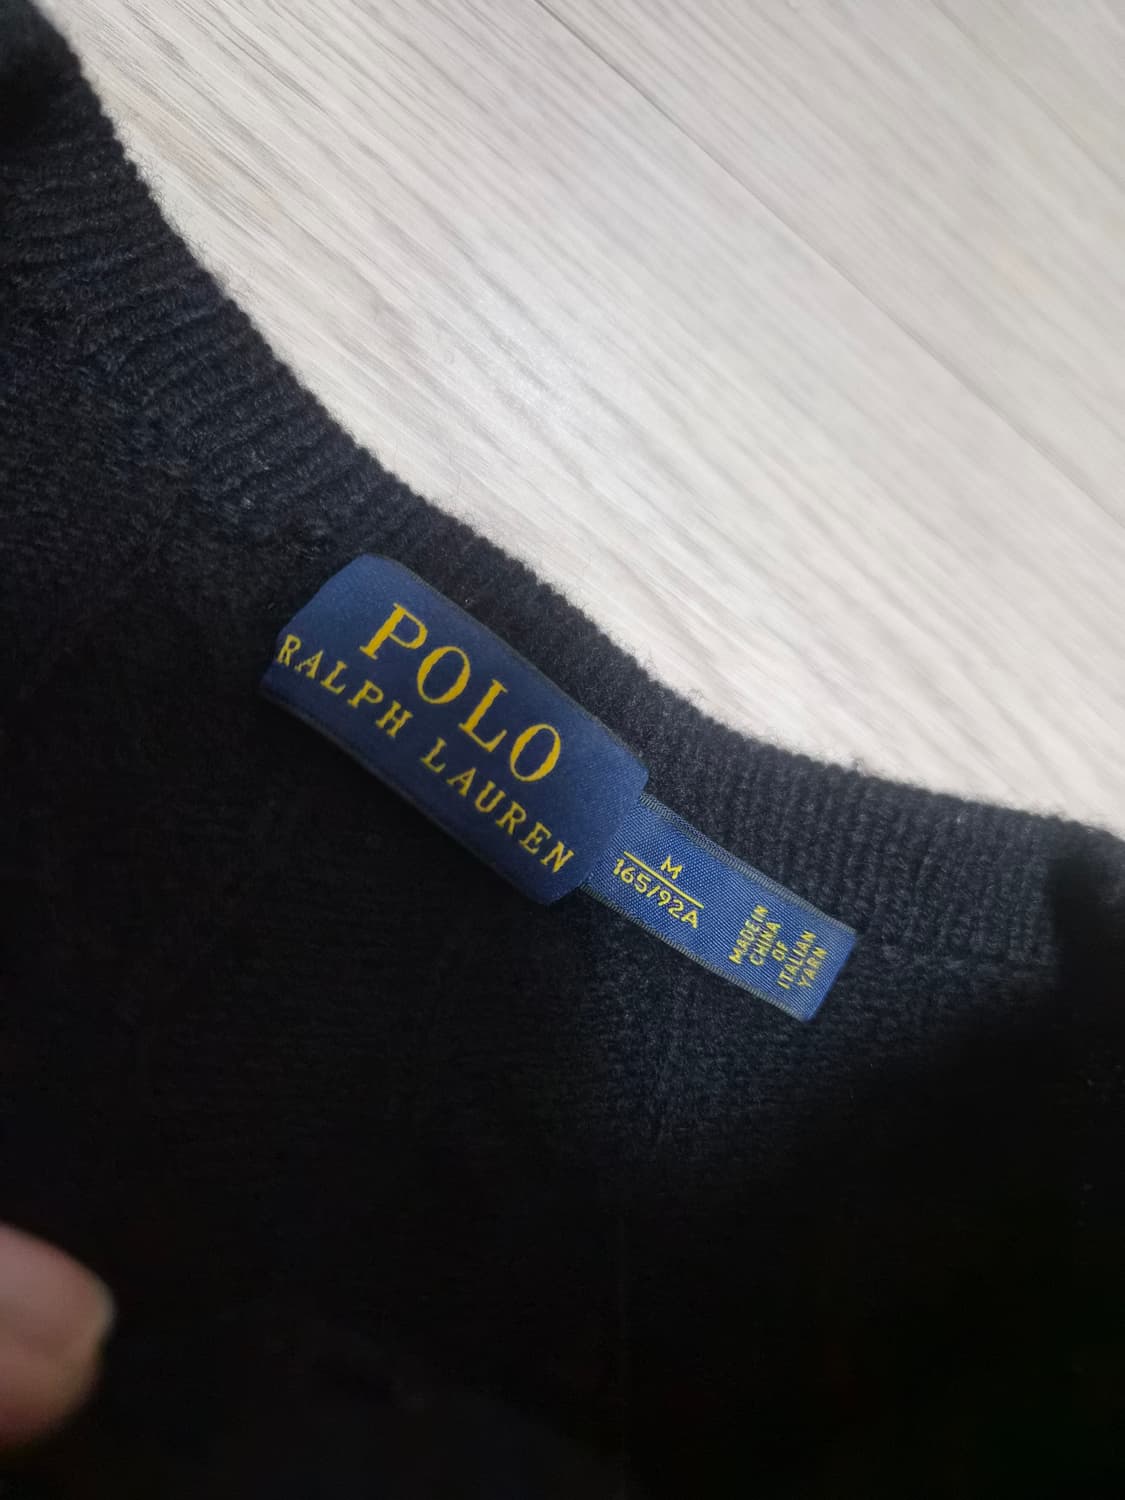 POLO
RALPH LAUREN
M
165/92A
MADE IN
CHINA
OF
ITALIAN
YARN